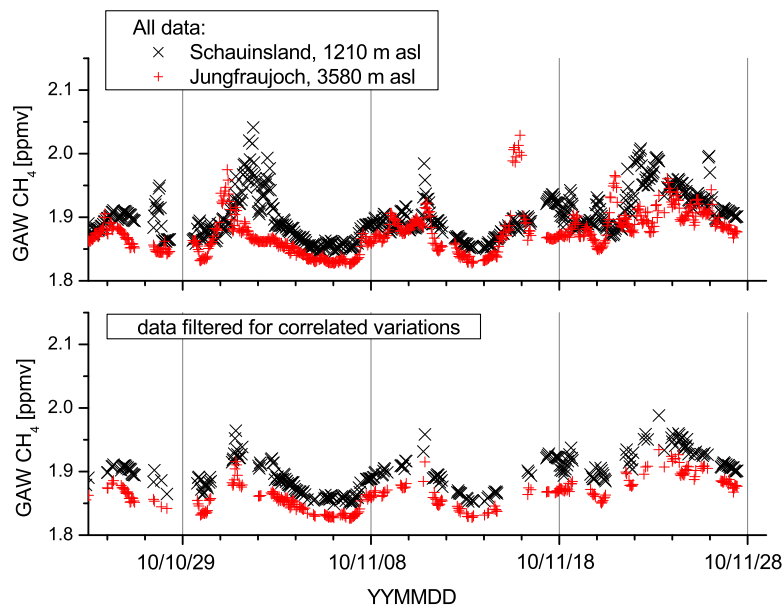 All data:
× Schauinsland, 1210 m asl
+ Jungfraujoch, 3580 m asl
2.1
2.0
1.9
1.8
GAW CH₄ [ppmv]
data filtered for correlated variations
2.1
2.0
1.9
1.8
GAW CH₄ [ppmv]
10/10/29 10/11/08 10/11/18 10/11/28
YYMMDD